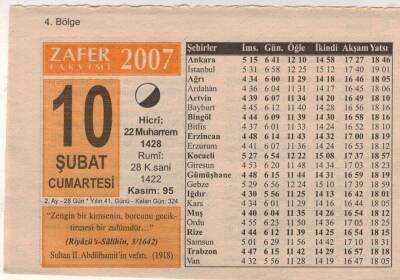 4. Bölge
ZAFER
TAKVİMİ
2007
10
ŞUBAT
CUMARTESİ
Hicrî:
22 Muharrem
1428
Rumî:
28 K.sani
1422
Kasım: 95
2. Ay - 28 Gün * Yılın 41. Günü - Kalan Gün: 324
"Zengin bir kimsenin, borcunu gecik-
tirmesi bir zulümdür..."
(Riyâzü's-Sâlihîn, 3/1642)
Sultan II. Abdülhamit'in vefatı. (1918)
Şehirler İms. Gün. Öğle İkindi Akşam Yatsı
Ankara 5 15 6 41 12 10 14 58 17 27 18 46
İstanbul 5 31 6 58 12 25 15 12 17 40 19 01
Ağrı 4 34 6 00 11 29 14 18 16 46 18 05
Ardahan 4 36 6 04 11 31 14 17 16 45 18 06
Artvin 4 39 6 07 11 34 14 20 16 49 18 10
Bayburt 4 45 6 12 11 40 14 28 16 56 18 16
Bingöl 4 44 6 09 11 39 14 30 16 58 18 16
Bitlis 4 37 6 01 11 33 14 24 16 52 18 10
Erzincan 4 48 6 14 11 43 14 32 17 00 18 19
Erzurum 4 41 6 07 11 36 14 24 16 53 18 12
Kocaeli 5 27 6 54 12 22 15 08 17 37 18 57
Giresun 4 53 6 20 11 48 14 34 17 03 18 23
Gümüşhane 4 48 6 15 11 44 14 31 16 59 18 19
Gebze 5 29 6 56 12 24 15 10 17 39 18 59
Iğdır 4 30 5 56 11 25 14 13 16 42 18 01
Kars 4 34 6 01 11 29 14 16 16 45 18 05
Muş 4 40 6 04 11 35 14 26 16 54 18 12
Ordu 4 55 6 23 11 50 14 36 17 05 18 25
Rize 4 44 6 12 11 39 14 25 16 54 18 15
Samsun 5 01 6 29 11 56 14 42 17 10 18 31
Trabzon 4 47 6 15 11 42 14 29 16 57 18 18
Van 4 32 5 56 11 28 14 19 16 47 18 05